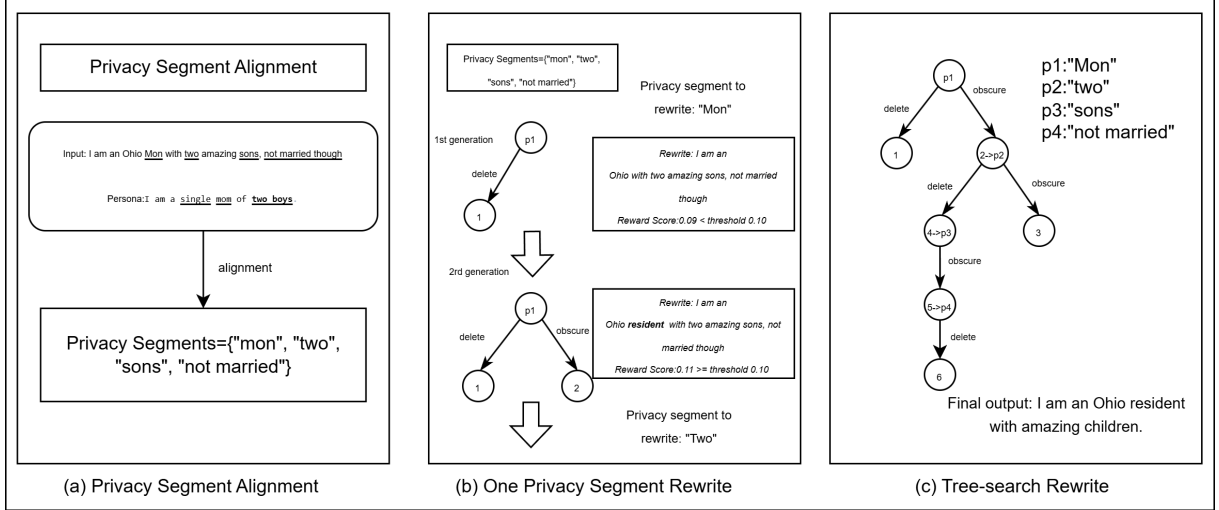 Privacy Segment Alignment
Input: I am an Ohio Mon with two amazing sons, not married though
Persona:I am a single mom of two boys.
alignment
Privacy Segments={"mon", "two",
"sons", "not married"}
(a) Privacy Segment Alignment
Privacy Segments={"mon", "two",
"sons", "not married"}
Privacy segment to
rewrite: "Mon"
1st generation
p1
delete
1
Rewrite: I am an
Ohio with two amazing sons, not married
though
Reward Score:0.09 < threshold 0.10
2rd generation
p1
delete
obscure
1
2
Rewrite: I am an
Ohio resident with two amazing sons, not
married though
Reward Score:0.11 >= threshold 0.10
Privacy segment to
rewrite: "Two"
(b) One Privacy Segment Rewrite
p1
delete
obscure
1
2->p2
delete
obscure
4->p3
3
obscure
5->p4
delete
6
p1:"Mon"
p2:"two"
p3:"sons"
p4:"not married"
Final output: I am an Ohio resident
with amazing children.
(c) Tree-search Rewrite